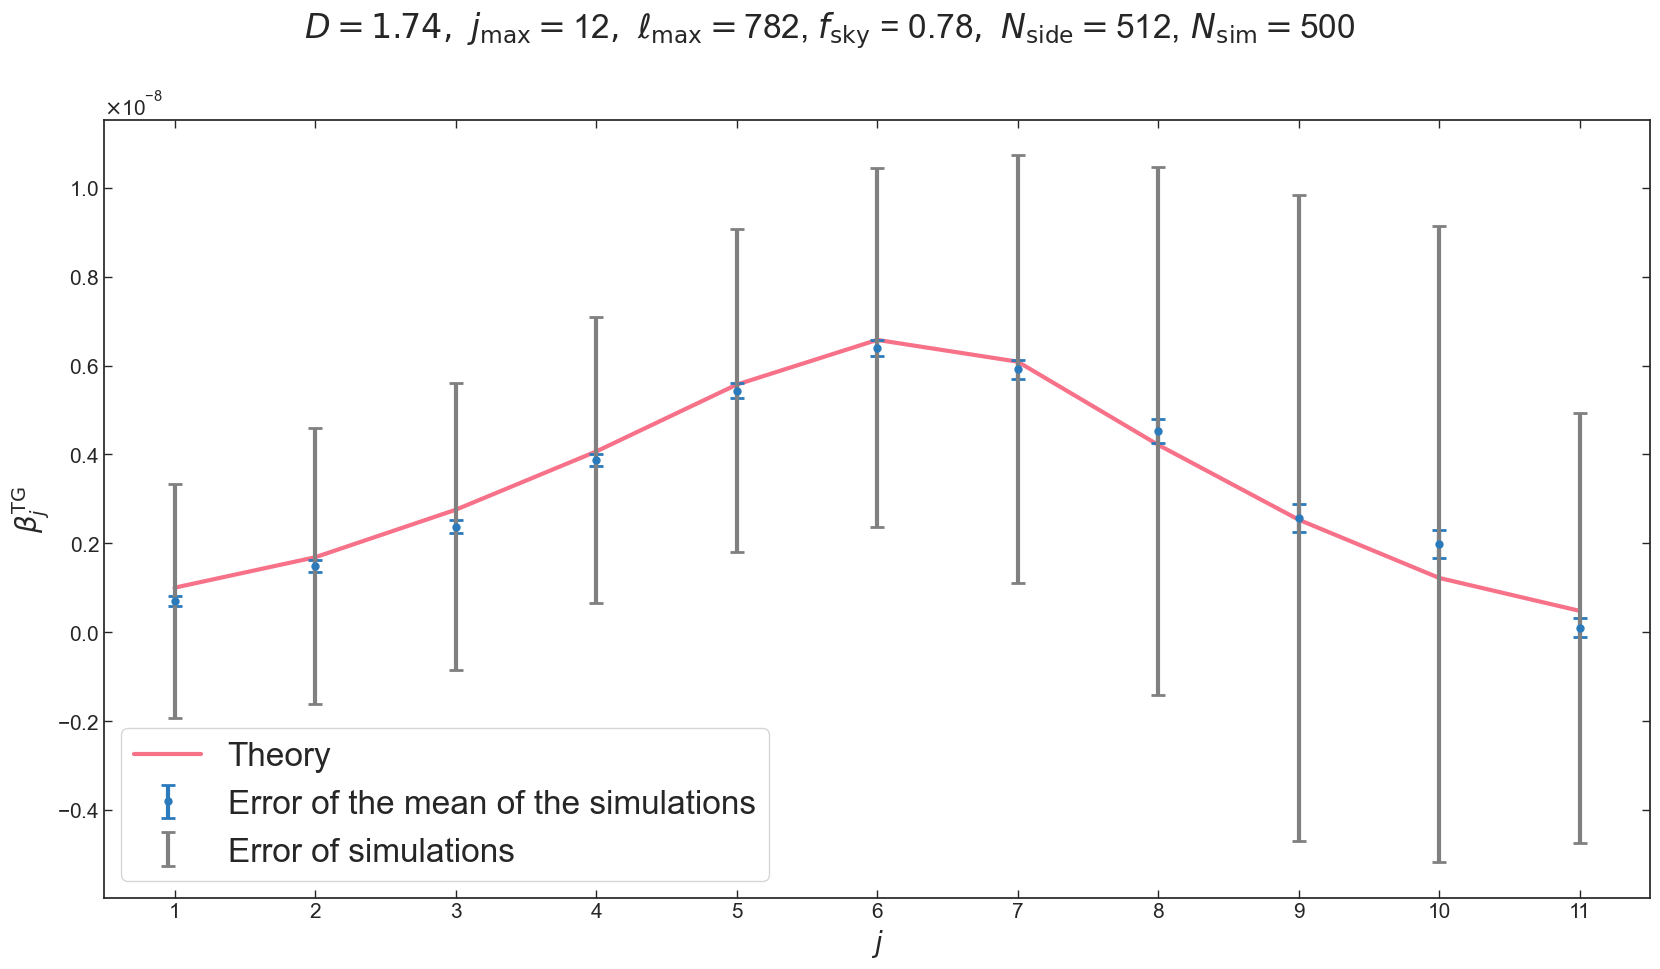 D = 1.74, j_max = 12, ℓ_max = 782, f_sky = 0.78, N_side = 512, N_sim = 500
×10⁻⁸
1.0
0.8
0.6
0.4
0.2
0.0
−0.2
−0.4
β_j^TG
Theory
Error of the mean of the simulations
Error of simulations
1 2 3 4 5 6 7 8 9 10 11
j